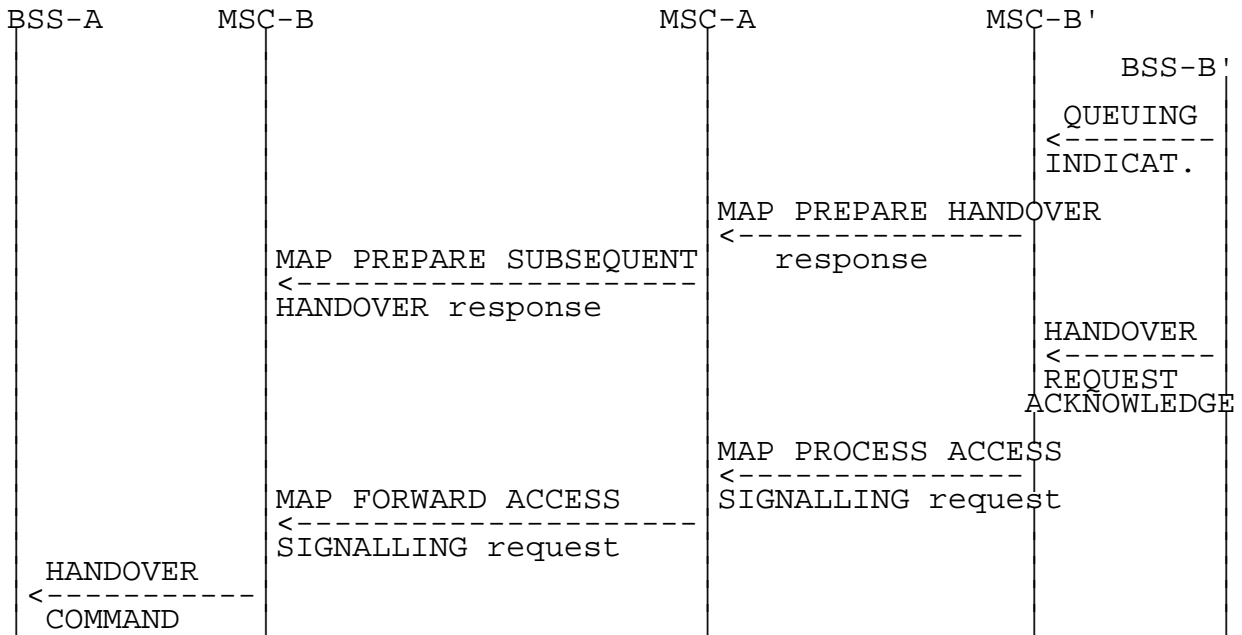 BSS-A MSC-B MSC-A MSC-B'
BSS-B'
QUEUING
INDICAT.
MAP PREPARE HANDOVER
response
MAP PREPARE SUBSEQUENT
HANDOVER response
HANDOVER
REQUEST
ACKNOWLEDGE
MAP PROCESS ACCESS
SIGNALLING request
MAP FORWARD ACCESS
SIGNALLING request
HANDOVER
COMMAND